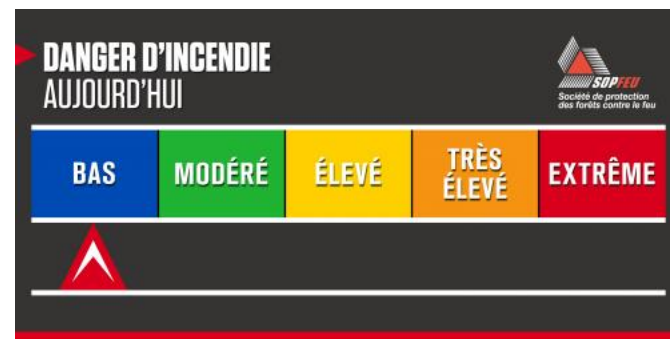 DANGER D'INCENDIE
AUJOURD'HUI
SOPFEU
Société de protection
des forêts contre le feu
BAS
MODÉRÉ
ÉLEVÉ
TRÈS
ÉLEVÉ
EXTRÊME